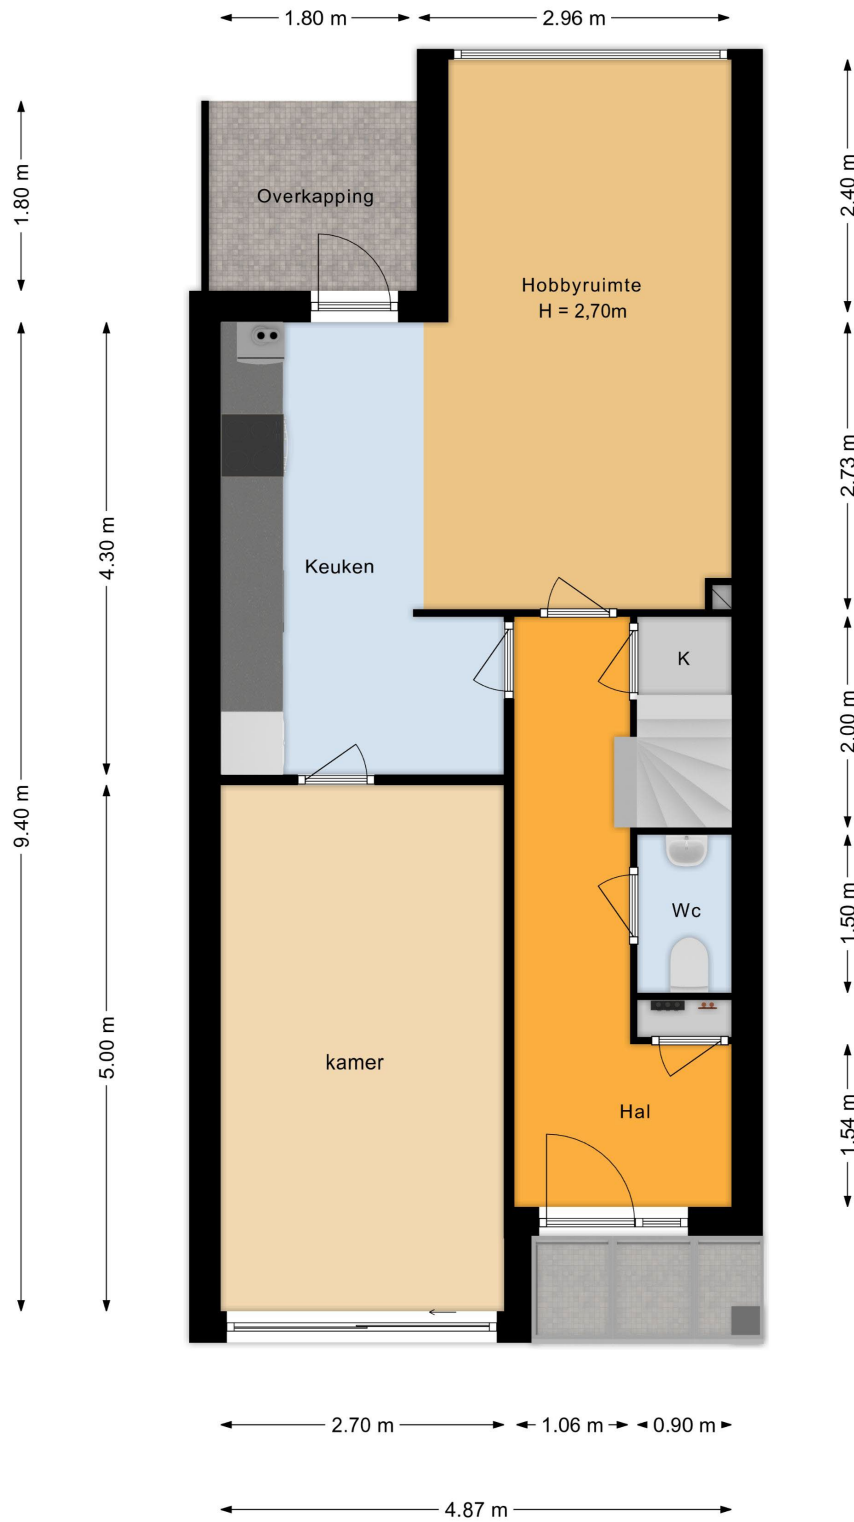 1.80 m
2.96 m
1.80 m
2.40 m
Overkapping
Hobbyruimte
H = 2,70m
2.73 m
4.30 m
Keuken
K
2.00 m
9.40 m
Wc
1.50 m
5.00 m
kamer
Hal
1.54 m
2.70 m
1.06 m
0.90 m
4.87 m